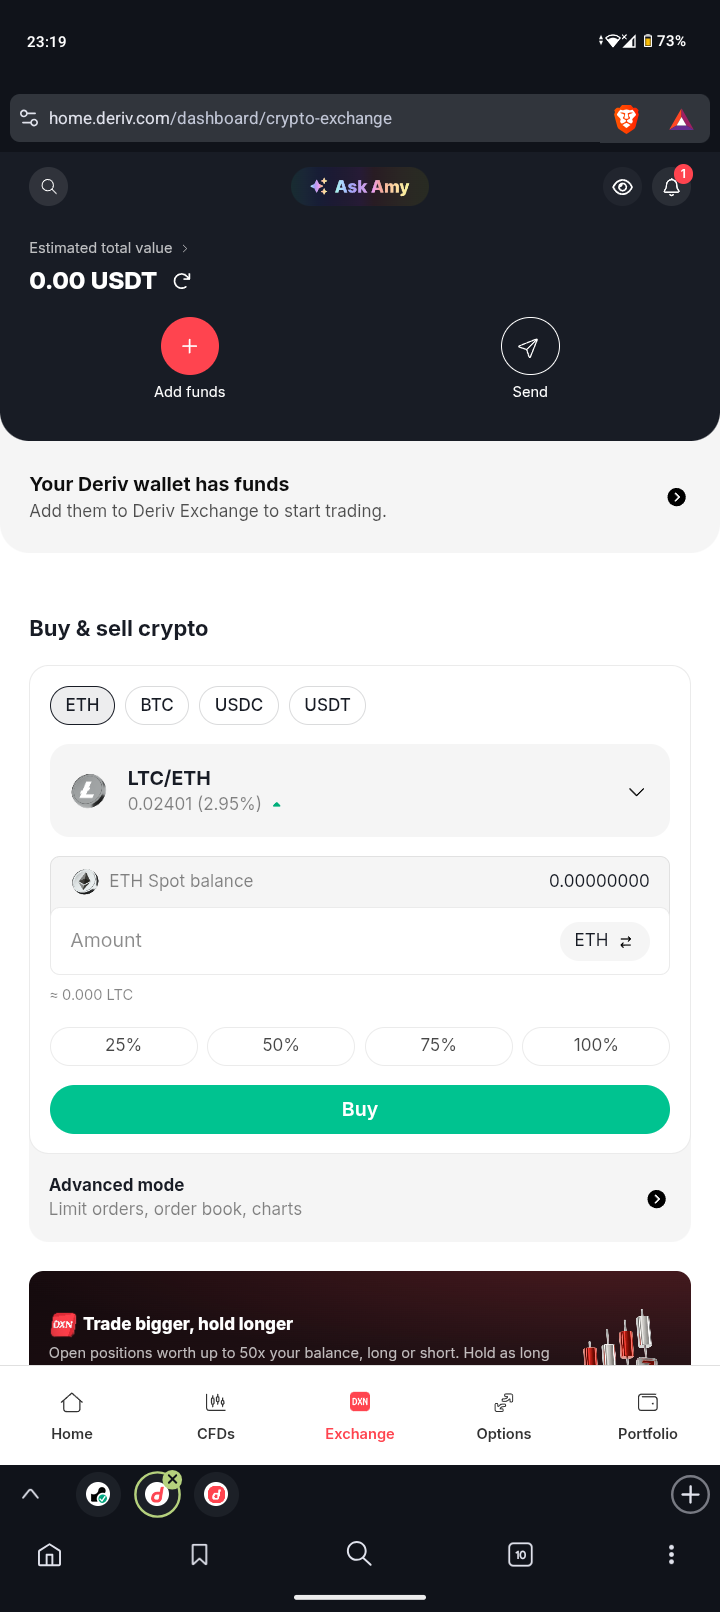 23:19
73%
home.deriv.com/dashboard/crypto-exchange
Ask Amy
1
Estimated total value
0.00 USDT
Add funds
Send
Your Deriv wallet has funds
Add them to Deriv Exchange to start trading.
Buy & sell crypto
ETH
BTC
USDC
USDT
LTC/ETH
0.02401 (2.95%)
ETH Spot balance
0.00000000
Amount
ETH
≈ 0.000 LTC
25%
50%
75%
100%
Buy
Advanced mode
Limit orders, order book, charts
DXN
Trade bigger, hold longer
Open positions worth up to 50x your balance, long or short. Hold as long
Home
CFDs
DXN
Exchange
Options
Portfolio
10